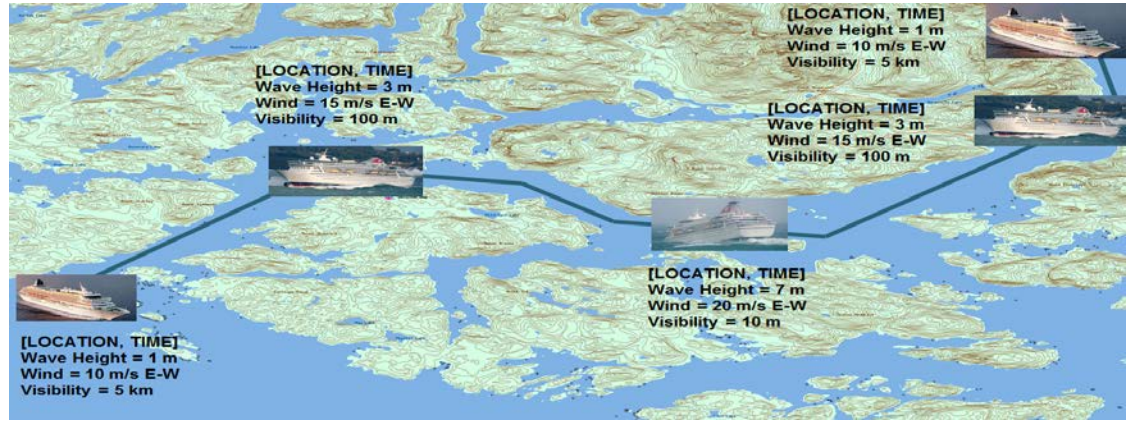 [LOCATION, TIME]
Wave Height = 1 m
Wind = 10 m/s E-W
Visibility = 5 km
[LOCATION, TIME]
Wave Height = 3 m
Wind = 15 m/s E-W
Visibility = 100 m
[LOCATION, TIME]
Wave Height = 3 m
Wind = 15 m/s E-W
Visibility = 100 m
[LOCATION, TIME]
Wave Height = 7 m
Wind = 20 m/s E-W
Visibility = 10 m
[LOCATION, TIME]
Wave Height = 1 m
Wind = 10 m/s E-W
Visibility = 5 km